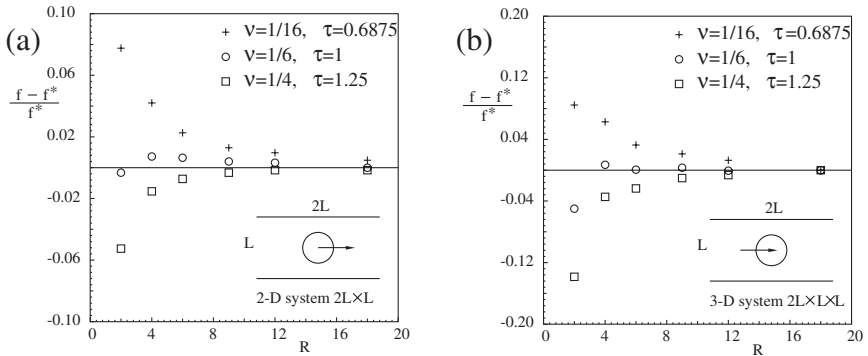 (a)
0.10
0.06
0.02
-0.02
-0.06
-0.10
f – f*
f*
ν=1/16, τ=0.6875
ν=1/6, τ=1
ν=1/4, τ=1.25
2L
L
2-D system 2L×L
0 4 8 12 16 20
R
(b)
0.20
0.12
0.04
-0.04
-0.12
-0.20
f – f*
f*
ν=1/16, τ=0.6875
ν=1/6, τ=1
ν=1/4, τ=1.25
2L
L
3-D system 2L×L×L
0 4 8 12 16 20
R